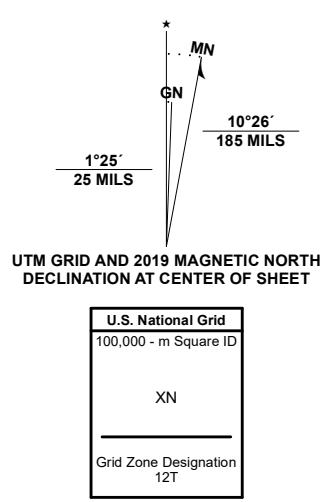 ★
MN
GN
1°25´
25 MILS
10°26´
185 MILS
UTM GRID AND 2019 MAGNETIC NORTH
DECLINATION AT CENTER OF SHEET
U.S. National Grid
100,000 - m Square ID
XN
Grid Zone Designation
12T